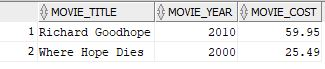 MOVIE_TITLE MOVIE_YEAR MOVIE_COST
1 Richard Goodhope 2010 59.95
2 Where Hope Dies 2000 25.49